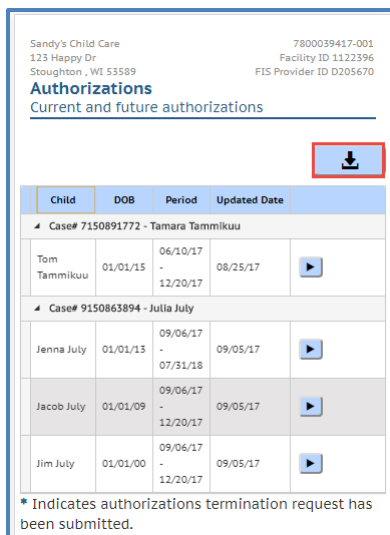 Sandy's Child Care 7800039417-001
123 Happy Dr Facility ID 1122396
Stoughton , WI 53589 FIS Provider ID D205670
Authorizations
Current and future authorizations
Child DOB Period Updated Date
Case# 7150891772 - Tamara Tammikuu
Tom Tammikuu 01/01/15 06/10/17 - 12/20/17 08/25/17
Case# 9150863894 - Julia July
Jenna July 01/01/13 09/06/17 - 07/31/18 09/05/17
Jacob July 01/01/09 09/06/17 - 12/20/17 09/05/17
Jim July 01/01/00 09/06/17 - 12/20/17 09/05/17
* Indicates authorizations termination request has
been submitted.